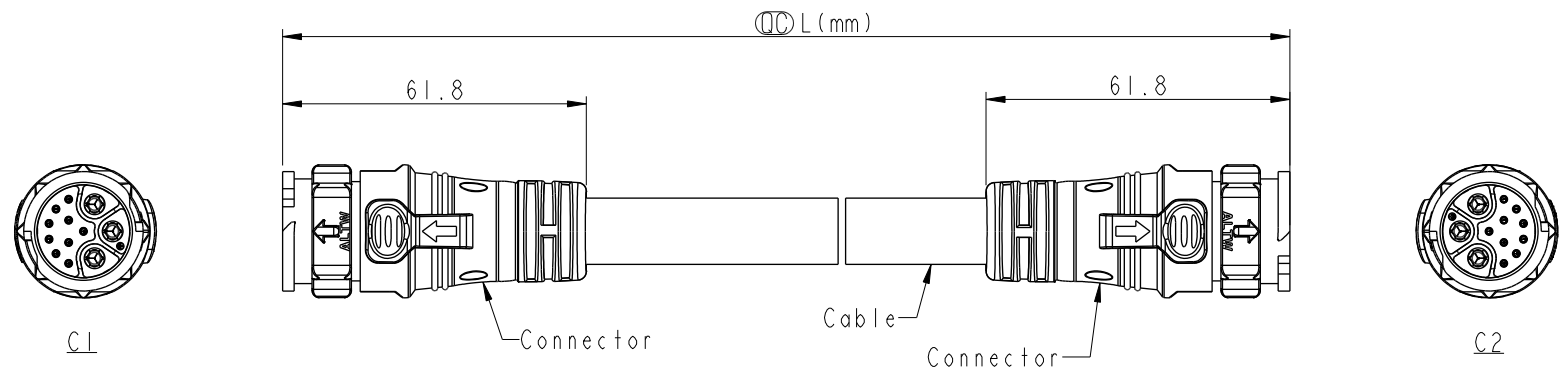 QC L(mm)
61.8
61.8
ALTW
ALTW
Cable
Connector
Connector
C1
C2